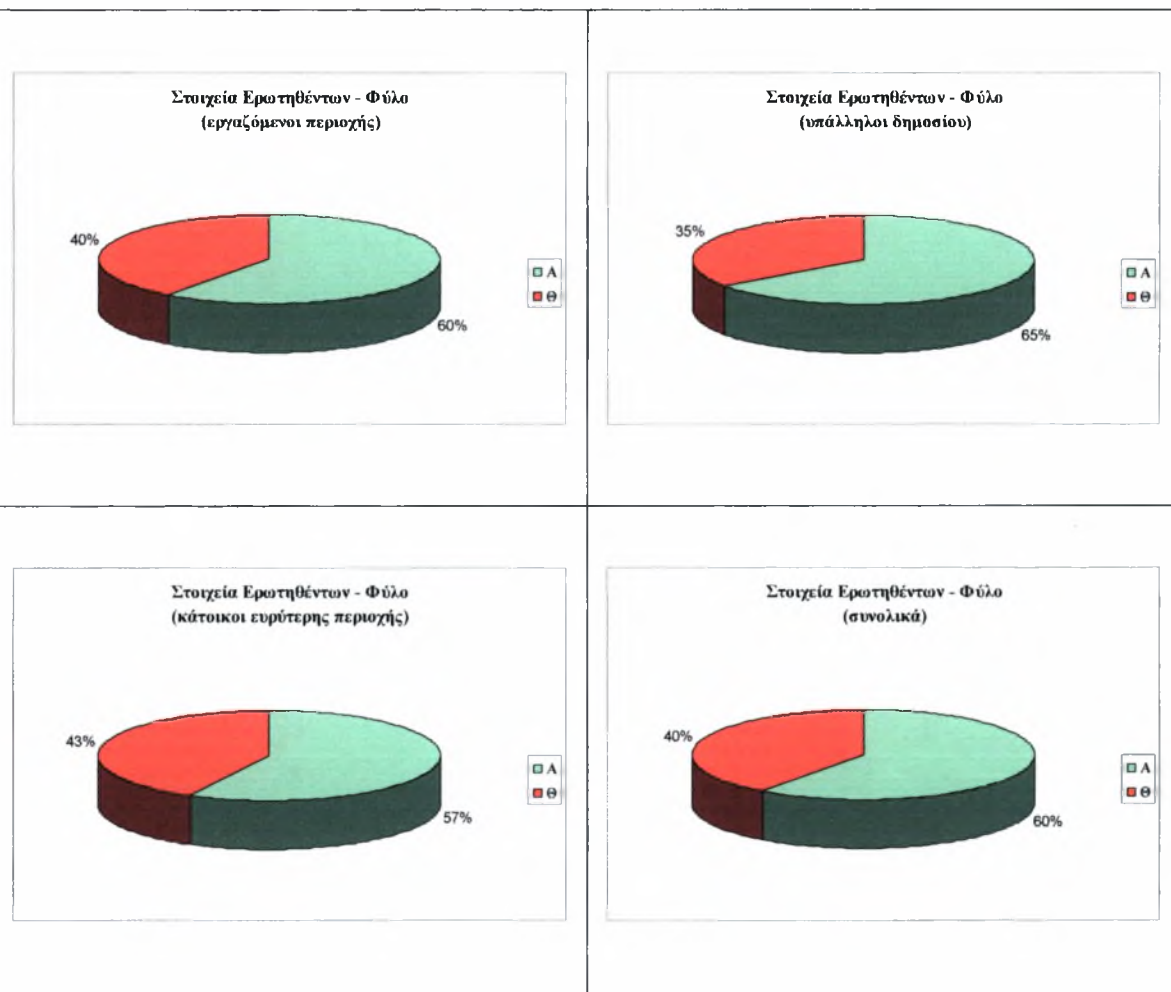 Στοιχεία Ερωτηθέντων - Φύλο
(εργαζόμενοι περιοχής)
40%
60%
Α
Θ
Στοιχεία Ερωτηθέντων - Φύλο
(υπάλληλοι δημοσίου)
35%
65%
Α
Θ
Στοιχεία Ερωτηθέντων - Φύλο
(κάτοικοι ευρύτερης περιοχής)
43%
57%
Α
Θ
Στοιχεία Ερωτηθέντων - Φύλο
(συνολικά)
40%
60%
Α
Θ